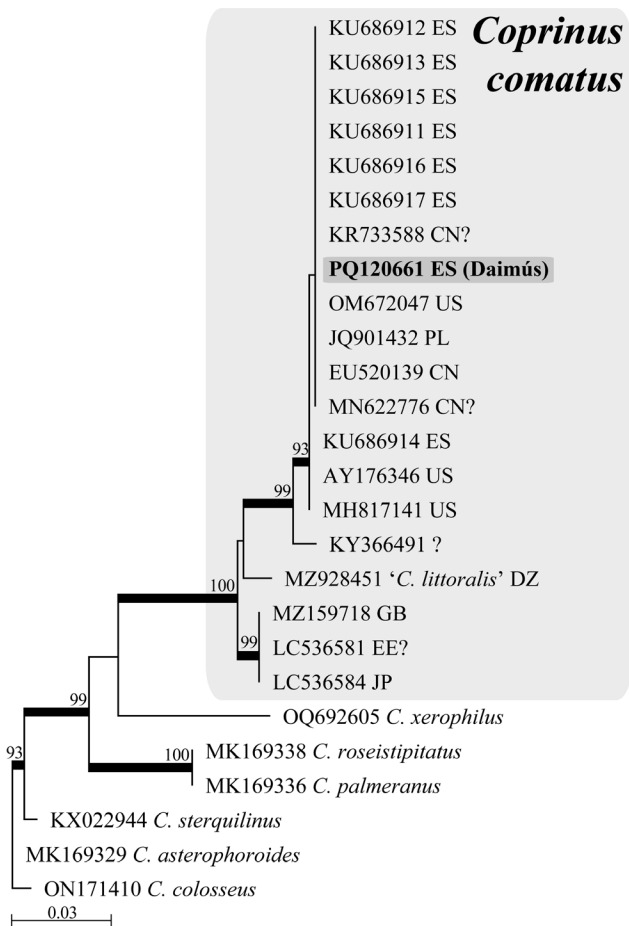 Coprinus
comatus
KU686912 ES
KU686913 ES
KU686915 ES
KU686911 ES
KU686916 ES
KU686917 ES
KR733588 CN?
PQ120661 ES (Daimús)
OM672047 US
JQ901432 PL
EU520139 CN
MN622776 CN?
93
KU686914 ES
AY176346 US
99
MH817141 US
KY366491 ?
100
MZ928451 ‘C. littoralis’ DZ
MZ159718 GB
99
LC536581 EE?
LC536584 JP
99
OQ692605 C. xerophilus
93
100
MK169338 C. roseistipitatus
MK169336 C. palmeranus
KX022944 C. sterquilinus
MK169329 C. asterophoroides
ON171410 C. colosseus
0.03